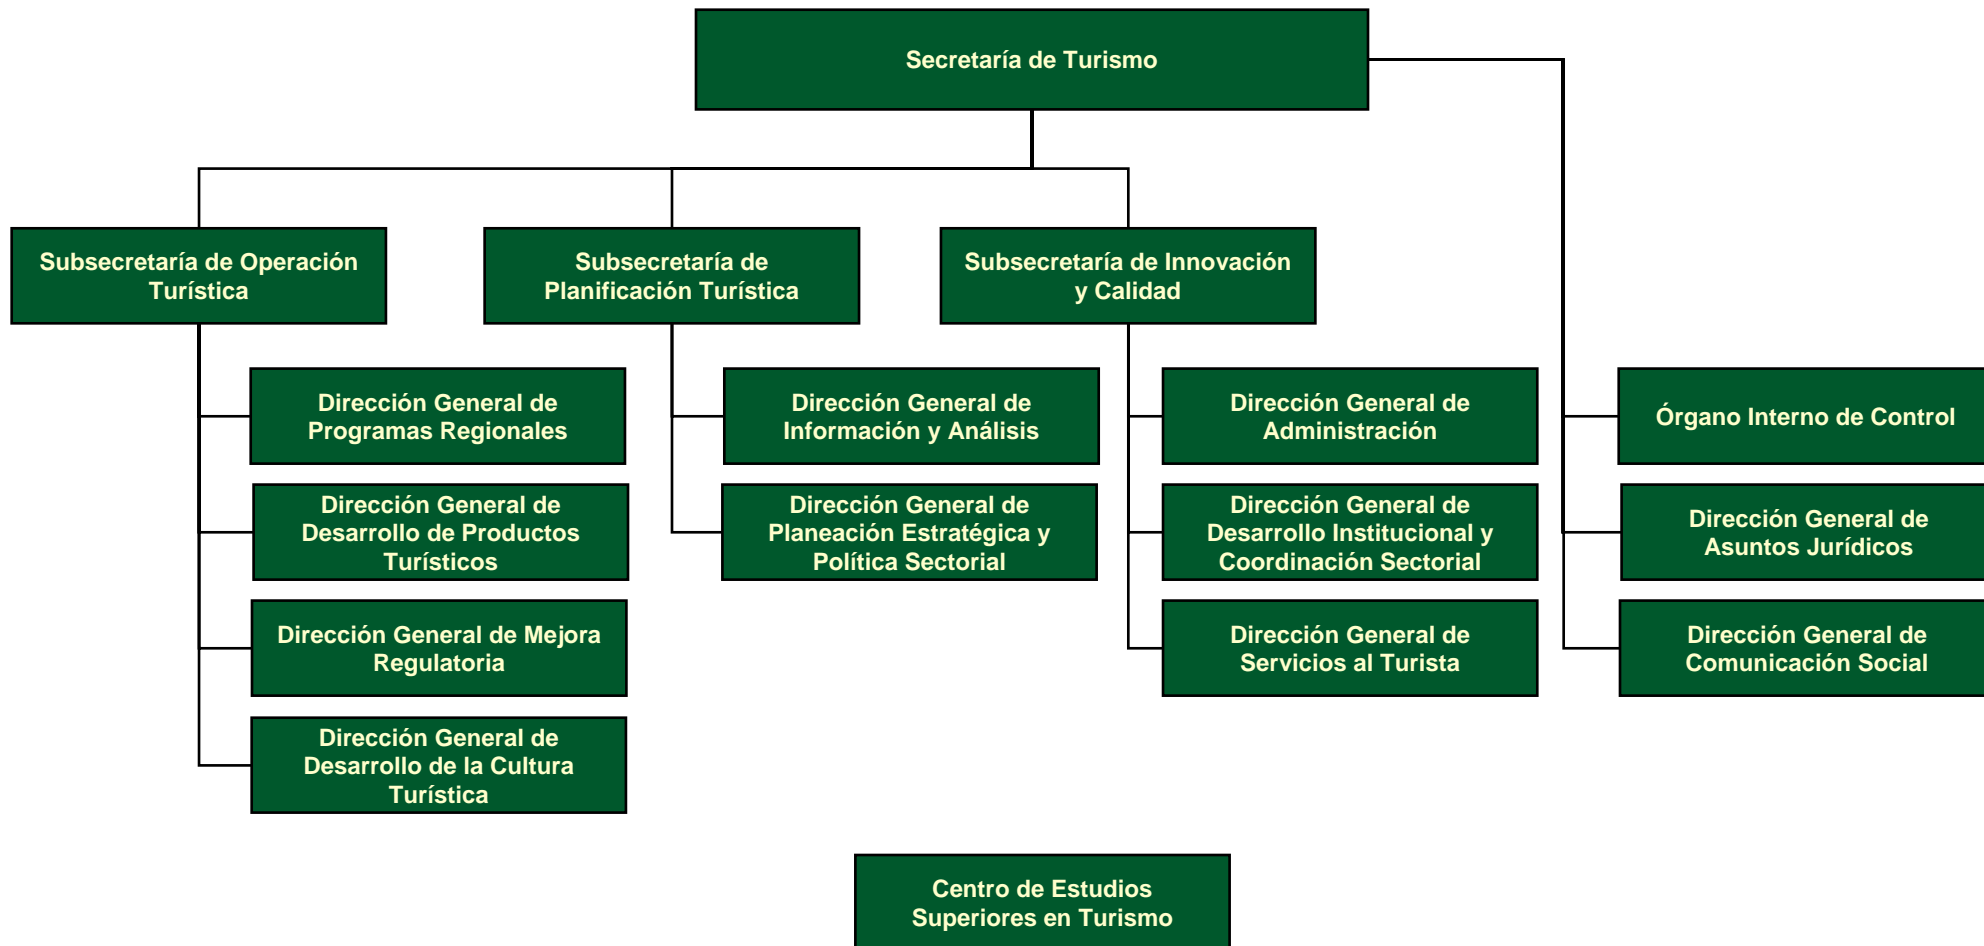 Secretaría de Turismo
Subsecretaría de Operación
Turística
Subsecretaría de
Planificación Turística
Subsecretaría de Innovación
y Calidad
Dirección General de
Programas Regionales
Dirección General de
Información y Análisis
Dirección General de
Administración
Órgano Interno de Control
Dirección General de
Desarrollo de Productos
Turísticos
Dirección General de
Planeación Estratégica y
Política Sectorial
Dirección General de
Desarrollo Institucional y
Coordinación Sectorial
Dirección General de
Asuntos Jurídicos
Dirección General de Mejora
Regulatoria
Dirección General de
Servicios al Turista
Dirección General de
Comunicación Social
Dirección General de
Desarrollo de la Cultura
Turística
Centro de Estudios
Superiores en Turismo